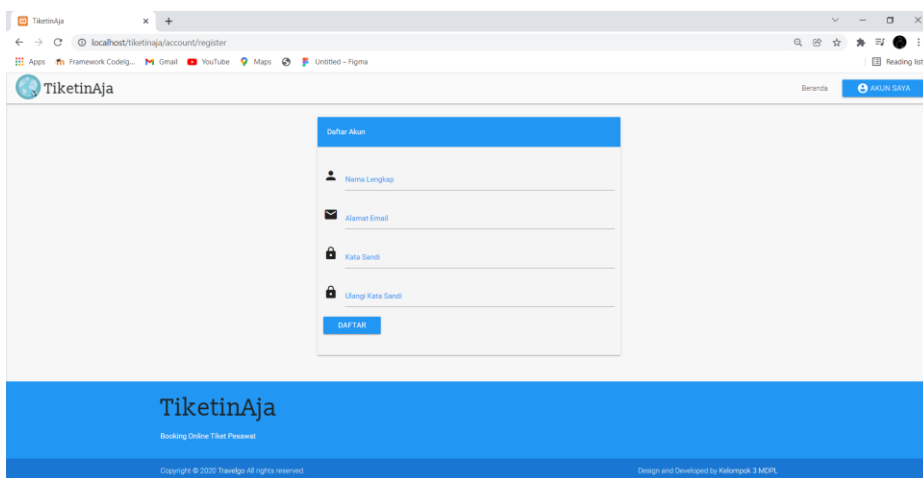 TiketinAja
localhost/tiketinaja/account/register
Apps Framework CodeIg... Gmail YouTube Maps Untitled – Figma Reading list
TiketinAja Beranda AKUN SAYA
Daftar Akun
Nama Lengkap
Alamat Email
Kata Sandi
Ulangi Kata Sandi
DAFTAR
TiketinAja
Booking Online Tiket Pesawat
Copyright © 2020 Travelgo All rights reserved. Design and Developed by Kelompok 3 MDPL